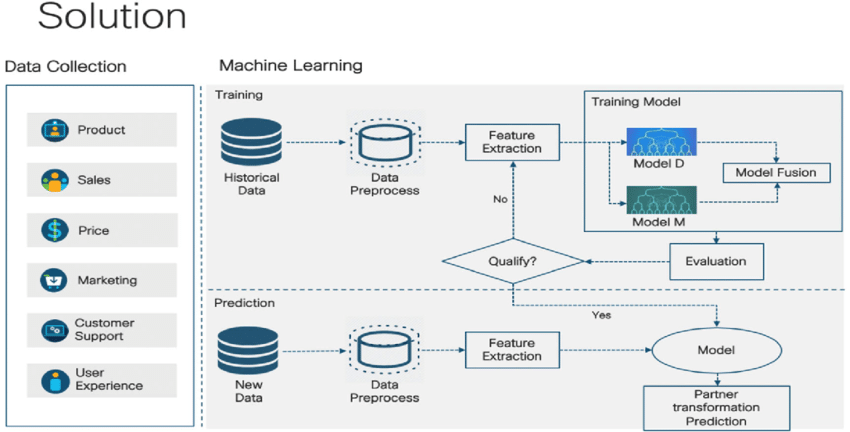 Solution
Data Collection
Product
Sales
Price
Marketing
Customer
Support
User
Experience
Machine Learning
Training
Historical
Data
Data
Preprocess
Feature
Extraction
Training Model
Model D
Model M
Model Fusion
Evaluation
Qualify?
No
Yes
Prediction
New
Data
Data
Preprocess
Feature
Extraction
Model
Partner
transformation
Prediction